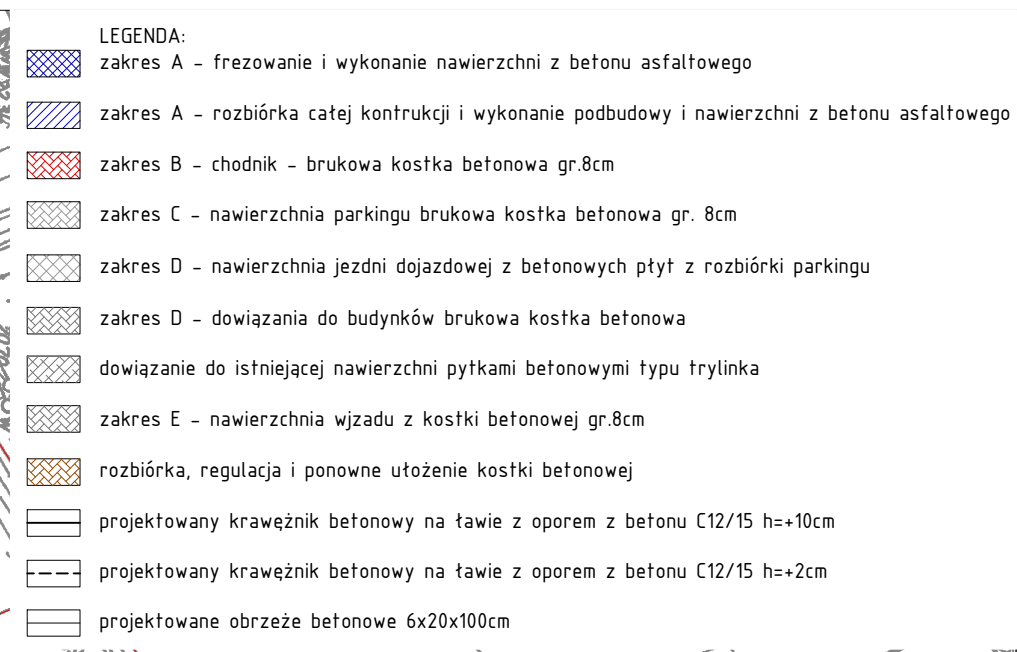 LEGENDA:
zakres A - frezowanie i wykonanie nawierzchni z betonu asfaltowego
zakres A - rozbiórka całej kontrukcji i wykonanie podbudowy i nawierzchni z betonu asfaltowego
zakres B - chodnik - brukowa kostka betonowa gr.8cm
zakres C - nawierzchnia parkingu brukowa kostka betonowa gr. 8cm
zakres D - nawierzchnia jezdni dojazdowej z betonowych płyt z rozbiórki parkingu
zakres D - dowiązania do budynków brukowa kostka betonowa
dowiązanie do istniejącej nawierzchni pytkami betonowymi typu trylinka
zakres E - nawierzchnia wjzadu z kostki betonowej gr.8cm
rozbiórka, regulacja i ponowne ułożenie kostki betonowej
projektowany krawężnik betonowy na ławie z oporem z betonu C12/15 h=+10cm
projektowany krawężnik betonowy na ławie z oporem z betonu C12/15 h=+2cm
projektowane obrzeże betonowe 6x20x100cm